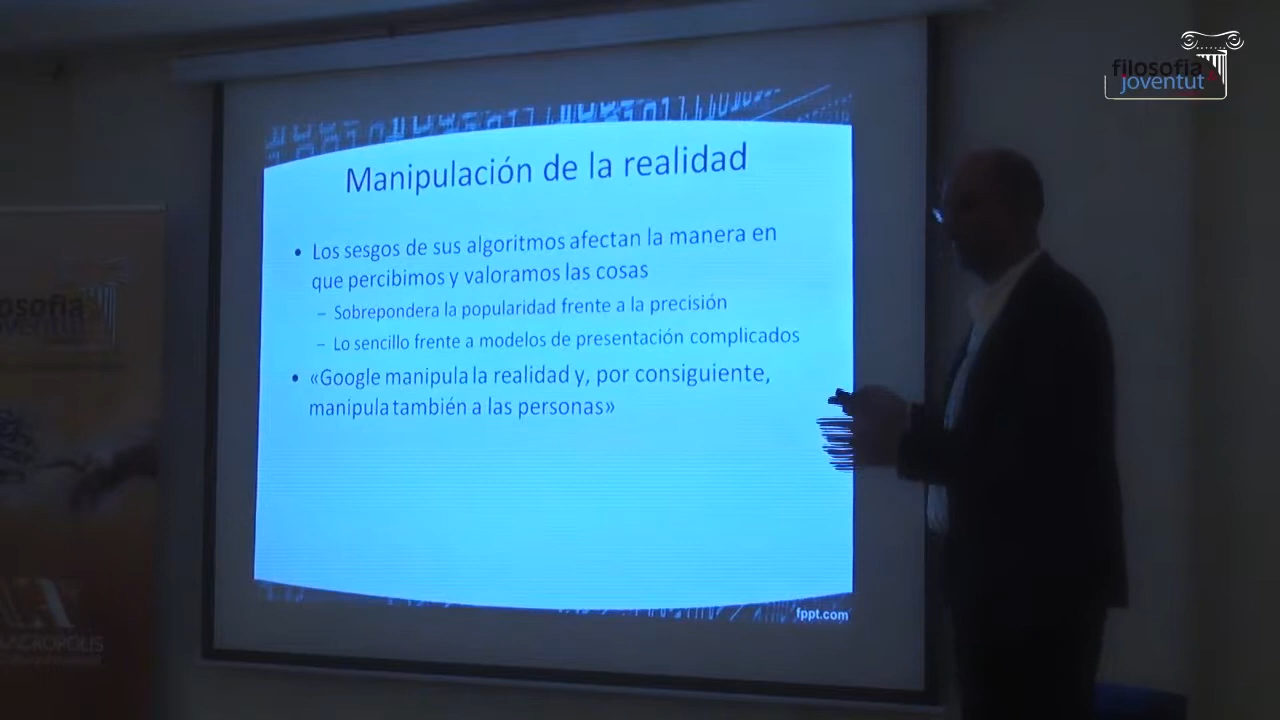 filosofia
joventut
Manipulación de la realidad
• Los sesgos de sus algoritmos afectan la manera en
que percibimos y valoramos las cosas
– Sobrepondera la popularidad frente a la precisión
– Lo sencillo frente a modelos de presentación complicados
• «Google manipula la realidad y, por consiguiente,
manipula también a las personas»
fppt.com